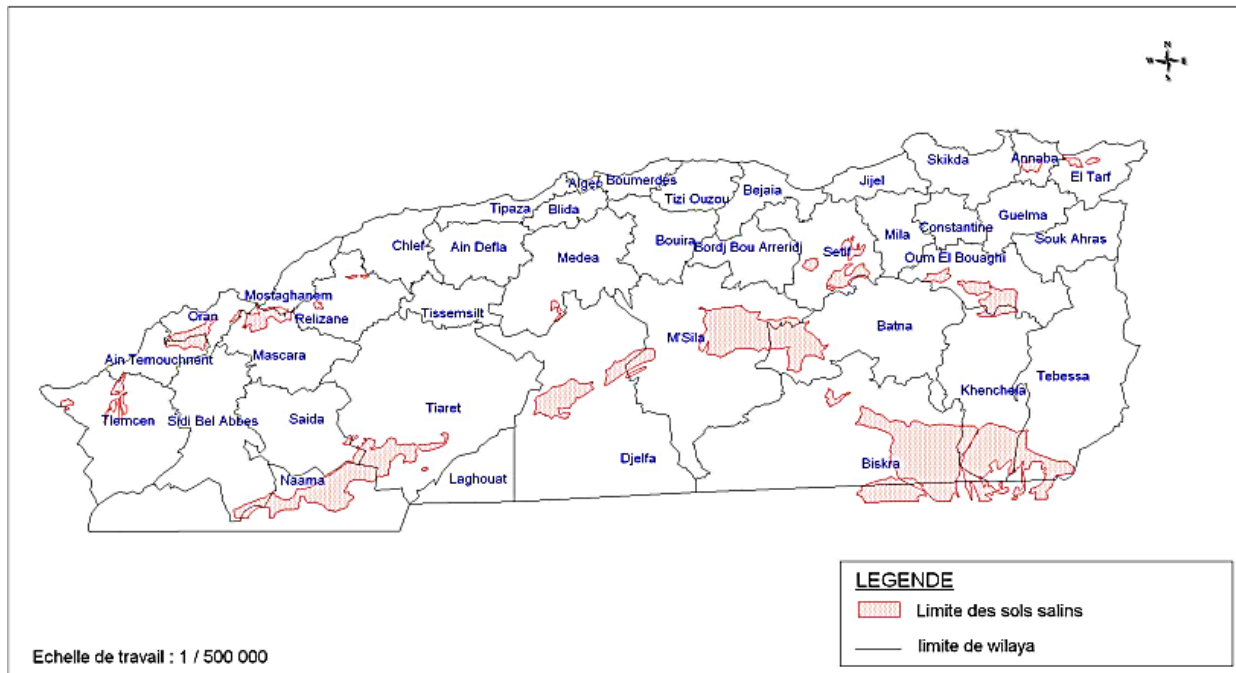 N
W E
S
Skikda
Annaba
El Tarf
Jijel
Alger
Boumerdés
Tizi Ouzou
Bejaia
Tipaza
Blida
Guelma
Constantine
Mila
Souk Ahras
Chlef
Ain Defla
Medea
Bouira
Bordj Bou Arreridj
Setif
Oum El Bouaghi
Mostaghanem
Oran
Relizane
Tissemsilt
M'Sila
Batna
Ain Temouchnent
Mascara
Khenchela
Tebessa
Tlemcen
Sidi Bel Abbes
Saida
Tiaret
Djelfa
Biskra
Naama
Laghouat
LEGENDE
Limite des sols salins
limite de wilaya
Echelle de travail : 1 / 500 000